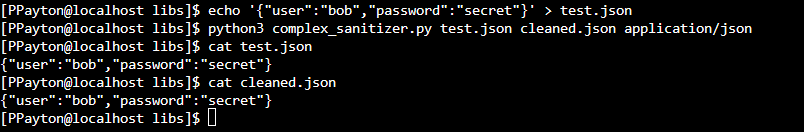 [PPayton@localhost libs]$ echo '{"user":"bob","password":"secret"}' > test.json
[PPayton@localhost libs]$ python3 complex_sanitizer.py test.json cleaned.json application/json
[PPayton@localhost libs]$ cat test.json
{"user":"bob","password":"secret"}
[PPayton@localhost libs]$ cat cleaned.json
{"user":"bob","password":"secret"}
[PPayton@localhost libs]$